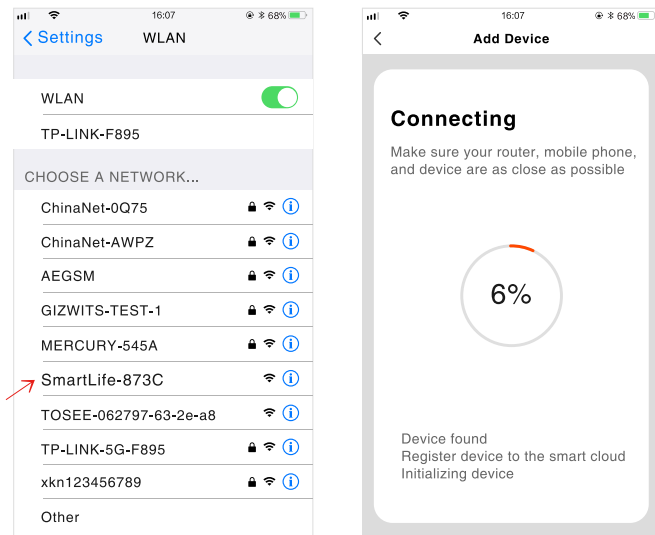 16:07
68%
Settings
WLAN
WLAN
TP-LINK-F895
CHOOSE A NETWORK...
ChinaNet-0Q75
ChinaNet-AWPZ
AEGSM
GIZWITS-TEST-1
MERCURY-545A
SmartLife-873C
TOSEE-062797-63-2e-a8
TP-LINK-5G-F895
xkn123456789
Other
16:07
68%
Add Device
Connecting
Make sure your router, mobile phone,
and device are as close as possible
6%
Device found
Register device to the smart cloud
Initializing device